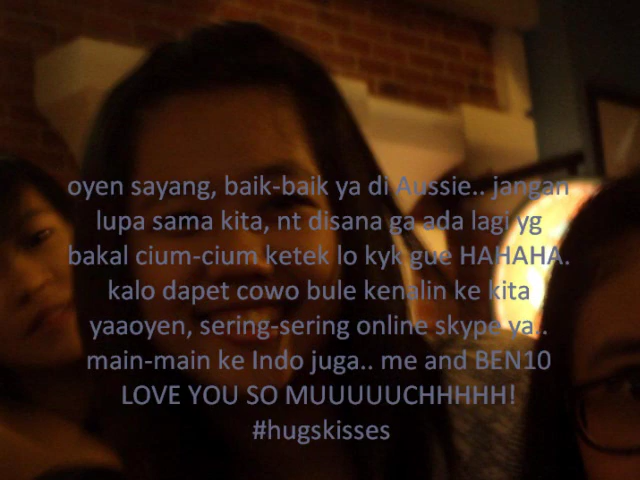 oyen sayang, baik-baik ya di Aussie.. jangan
lupa sama kita, nt disana ga ada lagi yg
bakal cium-cium ketek lo kyk gue HAHAHA.
kalo dapet cowo bule kenalin ke kita
yaaoyen, sering-sering online skype ya..
main-main ke Indo juga.. me and BEN10
LOVE YOU SO MUUUUUCHHHHH!
#hugskisses